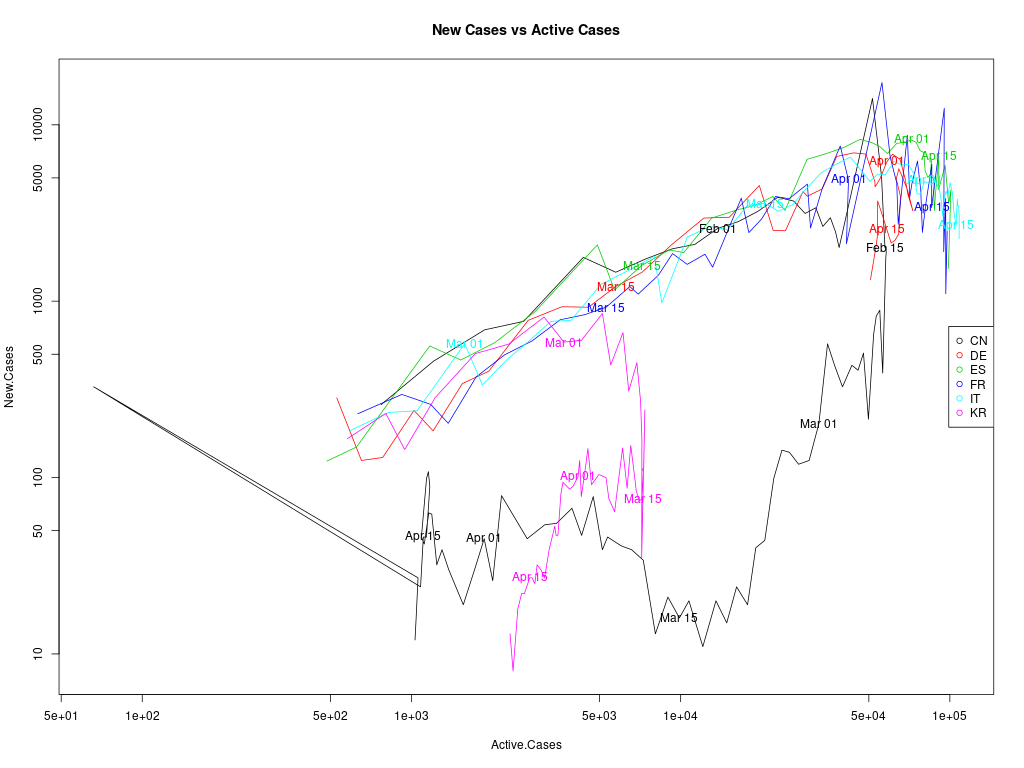 New Cases vs Active Cases
New.Cases
10000
5000
1000
500
100
50
10
Apr 01
Apr 15
Apr 01
Apr 01
Apr 01
Mar 15
Apr 15
Apr 15
Apr 15
Feb 01
Feb 15
Mar 15
Mar 15
Mar 15
Mar 01
Mar 01
Mar 01
Apr 01
Mar 15
Apr 15
Apr 01
Apr 15
Mar 15
CN
DE
ES
FR
IT
KR
5e+01
1e+02
5e+02
1e+03
5e+03
1e+04
5e+04
1e+05
Active.Cases